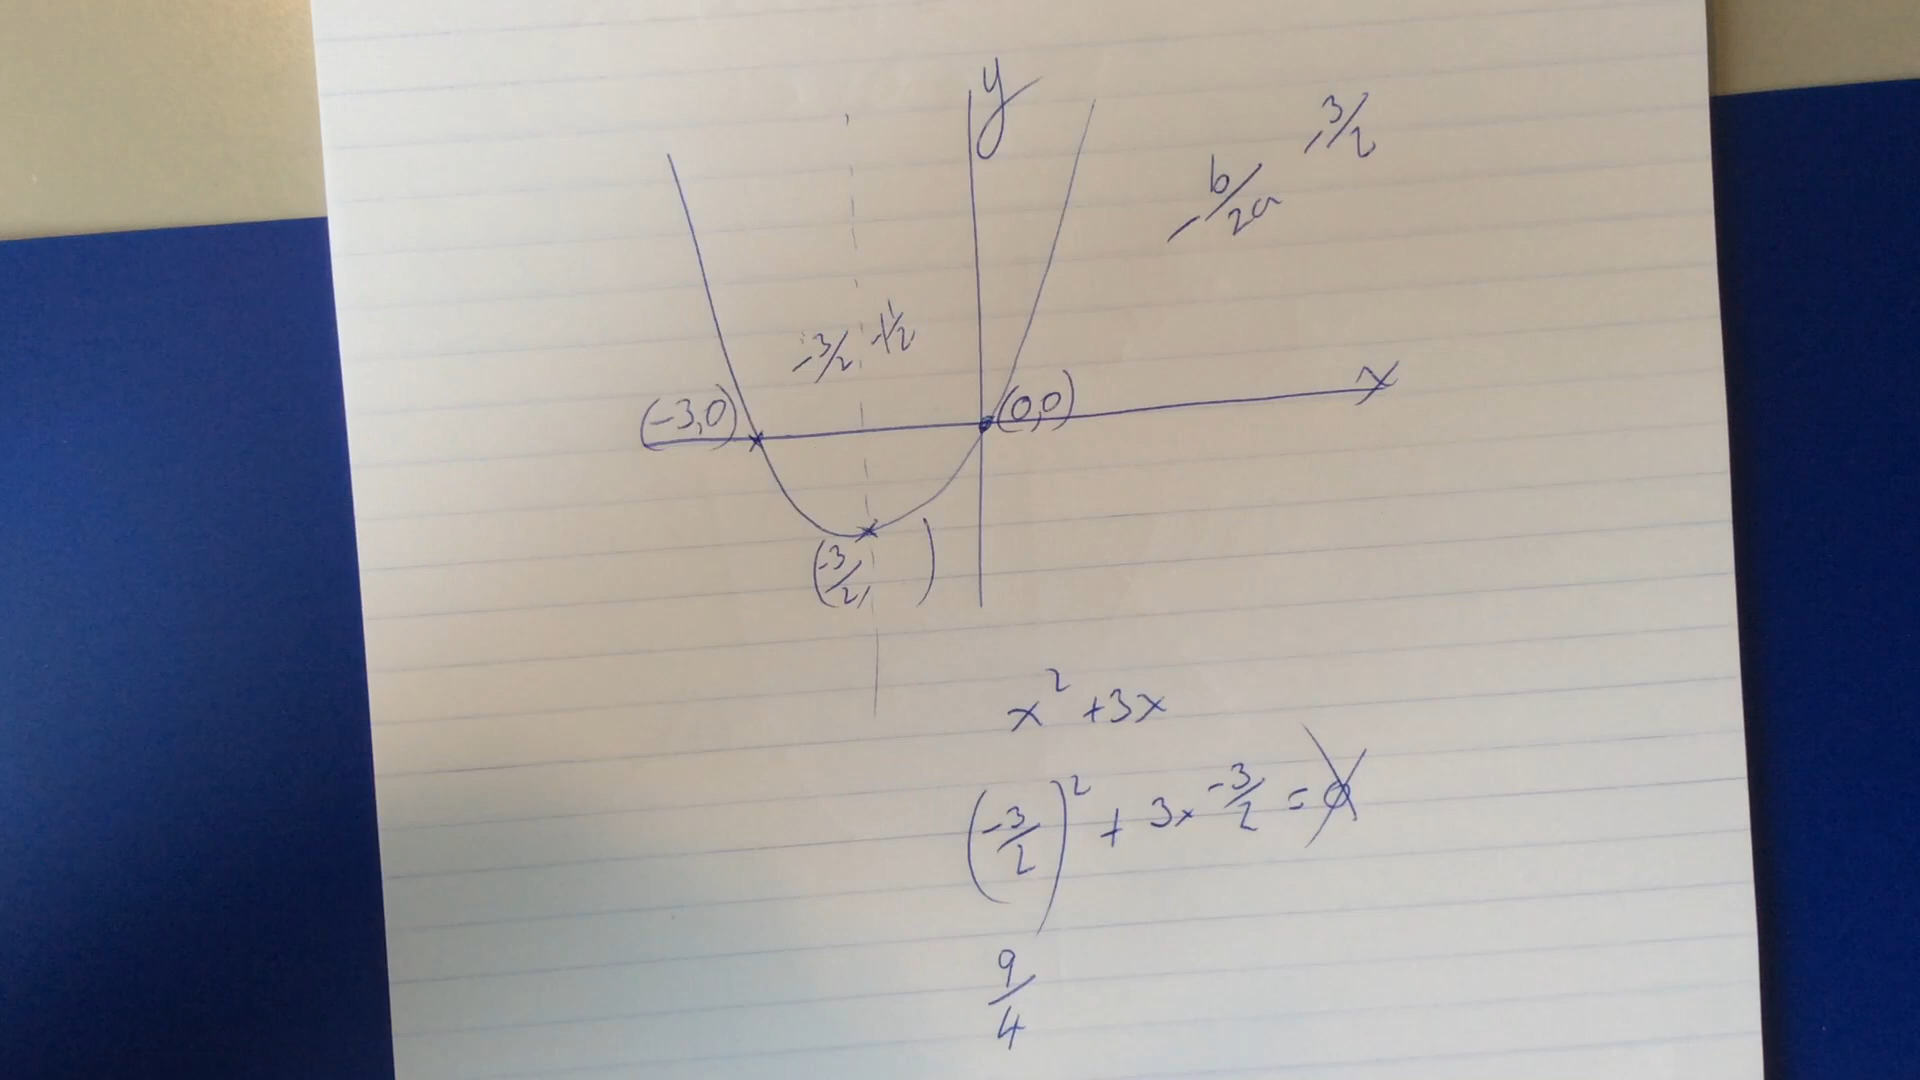 y
-3/2
-b/2a
-3/2 -1 1/2
(-3,0)
(0,0)
x
(-3/2, )
x² +3x
(-3/2)² + 3x -3/2 =
9/4